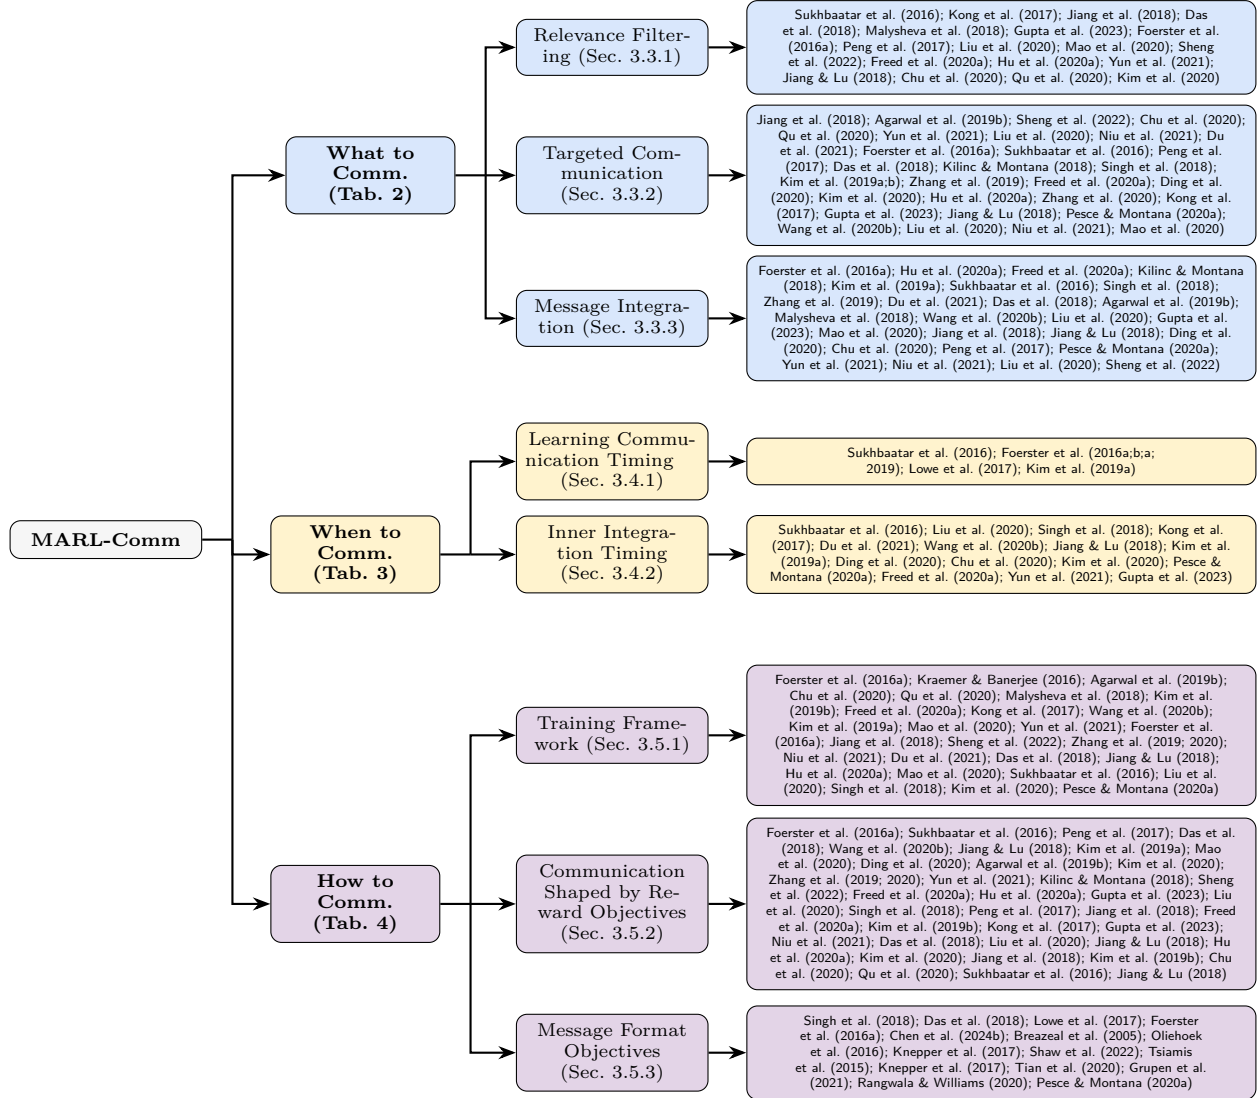 MARL-Comm
What to
Comm.
(Tab. 2)
Relevance Filter-
ing (Sec. 3.3.1)
Sukhbaatar et al. (2016); Kong et al. (2017); Jiang et al. (2018); Das
et al. (2018); Malysheva et al. (2018); Gupta et al. (2023); Foerster et al.
(2016a); Peng et al. (2017); Liu et al. (2020); Mao et al. (2020); Sheng
et al. (2022); Freed et al. (2020a); Hu et al. (2020a); Yun et al. (2021);
Jiang & Lu (2018); Chu et al. (2020); Qu et al. (2020); Kim et al. (2020)
Targeted Com-
munication
(Sec. 3.3.2)
Jiang et al. (2018); Agarwal et al. (2019b); Sheng et al. (2022); Chu et al. (2020);
Qu et al. (2020); Yun et al. (2021); Liu et al. (2020); Niu et al. (2021); Du
et al. (2021); Foerster et al. (2016a); Sukhbaatar et al. (2016); Peng et al.
(2017); Das et al. (2018); Kilinc & Montana (2018); Singh et al. (2018);
Kim et al. (2019a;b); Zhang et al. (2019); Freed et al. (2020a); Ding et al.
(2020); Kim et al. (2020); Hu et al. (2020a); Zhang et al. (2020); Kong et al.
(2017); Gupta et al. (2023); Jiang & Lu (2018); Pesce & Montana (2020a);
Wang et al. (2020b); Liu et al. (2020); Niu et al. (2021); Mao et al. (2020)
Message Integra-
tion (Sec. 3.3.3)
Foerster et al. (2016a); Hu et al. (2020a); Freed et al. (2020a); Kilinc & Montana
(2018); Kim et al. (2019a); Sukhbaatar et al. (2016); Singh et al. (2018);
Zhang et al. (2019); Du et al. (2021); Das et al. (2018); Agarwal et al. (2019b);
Malysheva et al. (2018); Wang et al. (2020b); Liu et al. (2020); Gupta et al.
(2023); Mao et al. (2020); Jiang et al. (2018); Jiang & Lu (2018); Ding et al.
(2020); Chu et al. (2020); Peng et al. (2017); Pesce & Montana (2020a);
Yun et al. (2021); Niu et al. (2021); Liu et al. (2020); Sheng et al. (2022)
When to
Comm.
(Tab. 3)
Learning Commu-
nication Timing
(Sec. 3.4.1)
Sukhbaatar et al. (2016); Foerster et al. (2016a;b;a;
2019); Lowe et al. (2017); Kim et al. (2019a)
Inner Integra-
tion Timing
(Sec. 3.4.2)
Sukhbaatar et al. (2016); Liu et al. (2020); Singh et al. (2018); Kong et al.
(2017); Du et al. (2021); Wang et al. (2020b); Jiang & Lu (2018); Kim et al.
(2019a); Ding et al. (2020); Chu et al. (2020); Kim et al. (2020); Pesce &
Montana (2020a); Freed et al. (2020a); Yun et al. (2021); Gupta et al. (2023)
How to
Comm.
(Tab. 4)
Training Frame-
work (Sec. 3.5.1)
Foerster et al. (2016a); Kraemer & Banerjee (2016); Agarwal et al. (2019b);
Chu et al. (2020); Qu et al. (2020); Malysheva et al. (2018); Kim et al.
(2019b); Freed et al. (2020a); Kong et al. (2017); Wang et al. (2020b);
Kim et al. (2019a); Mao et al. (2020); Yun et al. (2021); Foerster et al.
(2016a); Jiang et al. (2018); Sheng et al. (2022); Zhang et al. (2019; 2020);
Niu et al. (2021); Du et al. (2021); Das et al. (2018); Jiang & Lu (2018);
Hu et al. (2020a); Mao et al. (2020); Sukhbaatar et al. (2016); Liu et al.
(2020); Singh et al. (2018); Kim et al. (2020); Pesce & Montana (2020a)
Communication
Shaped by Re-
ward Objectives
(Sec. 3.5.2)
Foerster et al. (2016a); Sukhbaatar et al. (2016); Peng et al. (2017); Das et al.
(2018); Wang et al. (2020b); Jiang & Lu (2018); Kim et al. (2019a); Mao
et al. (2020); Ding et al. (2020); Agarwal et al. (2019b); Kim et al. (2020);
Zhang et al. (2019; 2020); Yun et al. (2021); Kilinc & Montana (2018); Sheng
et al. (2022); Freed et al. (2020a); Hu et al. (2020a); Gupta et al. (2023); Liu
et al. (2020); Singh et al. (2018); Peng et al. (2017); Jiang et al. (2018); Freed
et al. (2020a); Kim et al. (2019b); Kong et al. (2017); Gupta et al. (2023);
Niu et al. (2021); Das et al. (2018); Liu et al. (2020); Jiang & Lu (2018); Hu
et al. (2020a); Kim et al. (2020); Jiang et al. (2018); Kim et al. (2019b); Chu
et al. (2020); Qu et al. (2020); Sukhbaatar et al. (2016); Jiang & Lu (2018)
Message Format
Objectives
(Sec. 3.5.3)
Singh et al. (2018); Das et al. (2018); Lowe et al. (2017); Foerster
et al. (2016a); Chen et al. (2024b); Breazeal et al. (2005); Oliehoek
et al. (2016); Knepper et al. (2017); Shaw et al. (2022); Tsiamis
et al. (2015); Knepper et al. (2017); Tian et al. (2020); Grupen et al.
(2021); Rangwala & Williams (2020); Pesce & Montana (2020a)